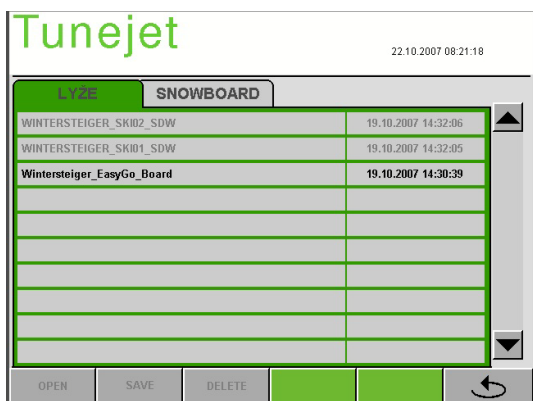 Tunejet
22.10.2007 08:21:18
LYŽE SNOWBOARD
WINTERSTEIGER_SKI02_SDW 19.10.2007 14:32:06
WINTERSTEIGER_SKI01_SDW 19.10.2007 14:32:05
Wintersteiger_EasyGo_Board 19.10.2007 14:30:39
OPEN SAVE DELETE